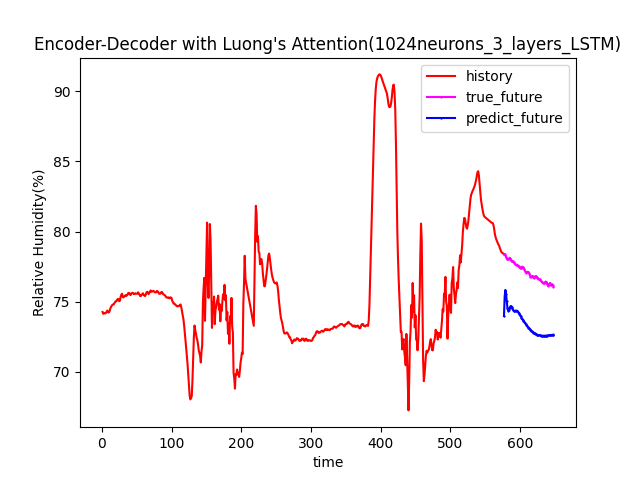 Encoder-Decoder with Luong's Attention(1024neurons_3_layers_LSTM)
history
true_future
predict_future
Relative Humidity(%)
90
85
80
75
70
0 100 200 300 400 500 600
time